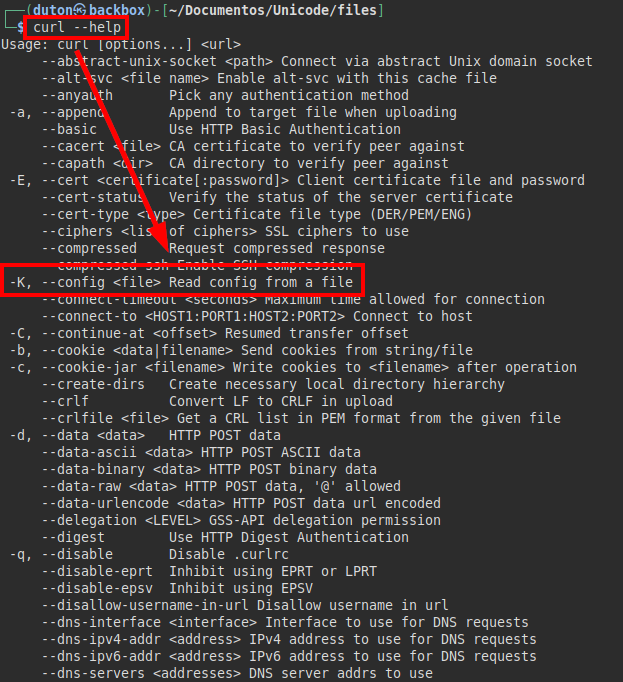 ┌──(duton㉿backbox)-[~/Documentos/Unicode/files]
└─$ curl --help
Usage: curl [options...] <url>
     --abstract-unix-socket <path> Connect via abstract Unix domain socket
     --alt-svc <file name> Enable alt-svc with this cache file
     --anyauth       Pick any authentication method
 -a, --append        Append to target file when uploading
     --basic         Use HTTP Basic Authentication
     --cacert <file> CA certificate to verify peer against
     --capath <dir>  CA directory to verify peer against
 -E, --cert <certificate[:password]> Client certificate file and password
     --cert-status   Verify the status of the server certificate
     --cert-type <type> Certificate file type (DER/PEM/ENG)
     --ciphers <list of ciphers> SSL ciphers to use
     --compressed    Request compressed response
     --compressed-ssh Enable SSH compression
 -K, --config <file> Read config from a file
     --connect-timeout <seconds> Maximum time allowed for connection
     --connect-to <HOST1:PORT1:HOST2:PORT2> Connect to host
 -C, --continue-at <offset> Resumed transfer offset
 -b, --cookie <data|filename> Send cookies from string/file
 -c, --cookie-jar <filename> Write cookies to <filename> after operation
     --create-dirs   Create necessary local directory hierarchy
     --crlf          Convert LF to CRLF in upload
     --crlfile <file> Get a CRL list in PEM format from the given file
 -d, --data <data>   HTTP POST data
     --data-ascii <data> HTTP POST ASCII data
     --data-binary <data> HTTP POST binary data
     --data-raw <data> HTTP POST data, '@' allowed
     --data-urlencode <data> HTTP POST data url encoded
     --delegation <LEVEL> GSS-API delegation permission
     --digest        Use HTTP Digest Authentication
 -q, --disable       Disable .curlrc
     --disable-eprt  Inhibit using EPRT or LPRT
     --disable-epsv  Inhibit using EPSV
     --disallow-username-in-url Disallow username in url
     --dns-interface <interface> Interface to use for DNS requests
     --dns-ipv4-addr <address> IPv4 address to use for DNS requests
     --dns-ipv6-addr <address> IPv6 address to use for DNS requests
     --dns-servers <addresses> DNS server addrs to use